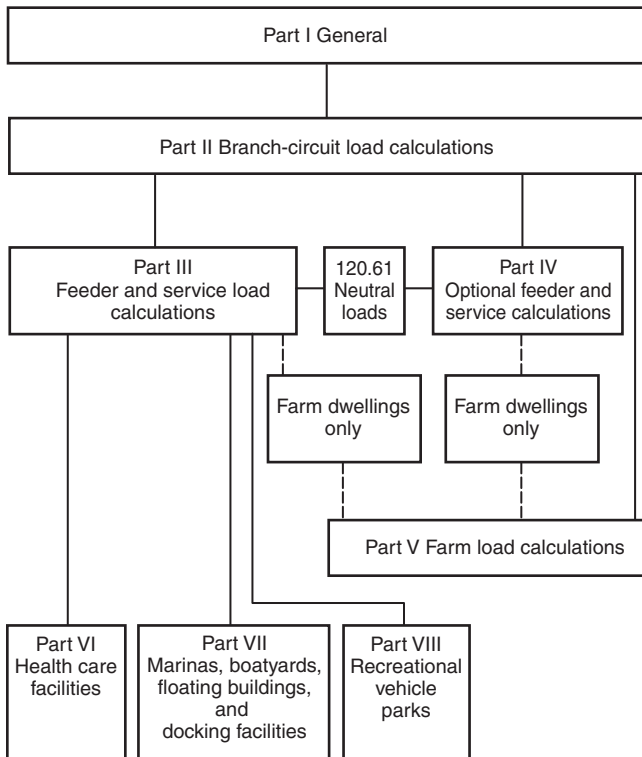 Part I General
Part II Branch-circuit load calculations
Part III
Feeder and service load
calculations
120.61
Neutral
loads
Part IV
Optional feeder and
service calculations
Farm dwellings
only
Farm dwellings
only
Part V Farm load calculations
Part VI
Health care
facilities
Part VII
Marinas, boatyards,
floating buildings,
and
docking facilities
Part VIII
Recreational
vehicle
parks